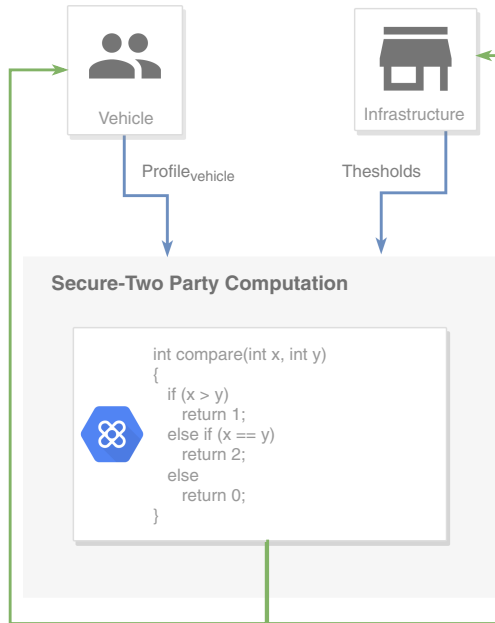 Vehicle
Infrastructure
Profilevehicle
Thesholds
Secure-Two Party Computation
int compare(int x, int y)
{
if (x > y)
return 1;
else if (x == y)
return 2;
else
return 0;
}